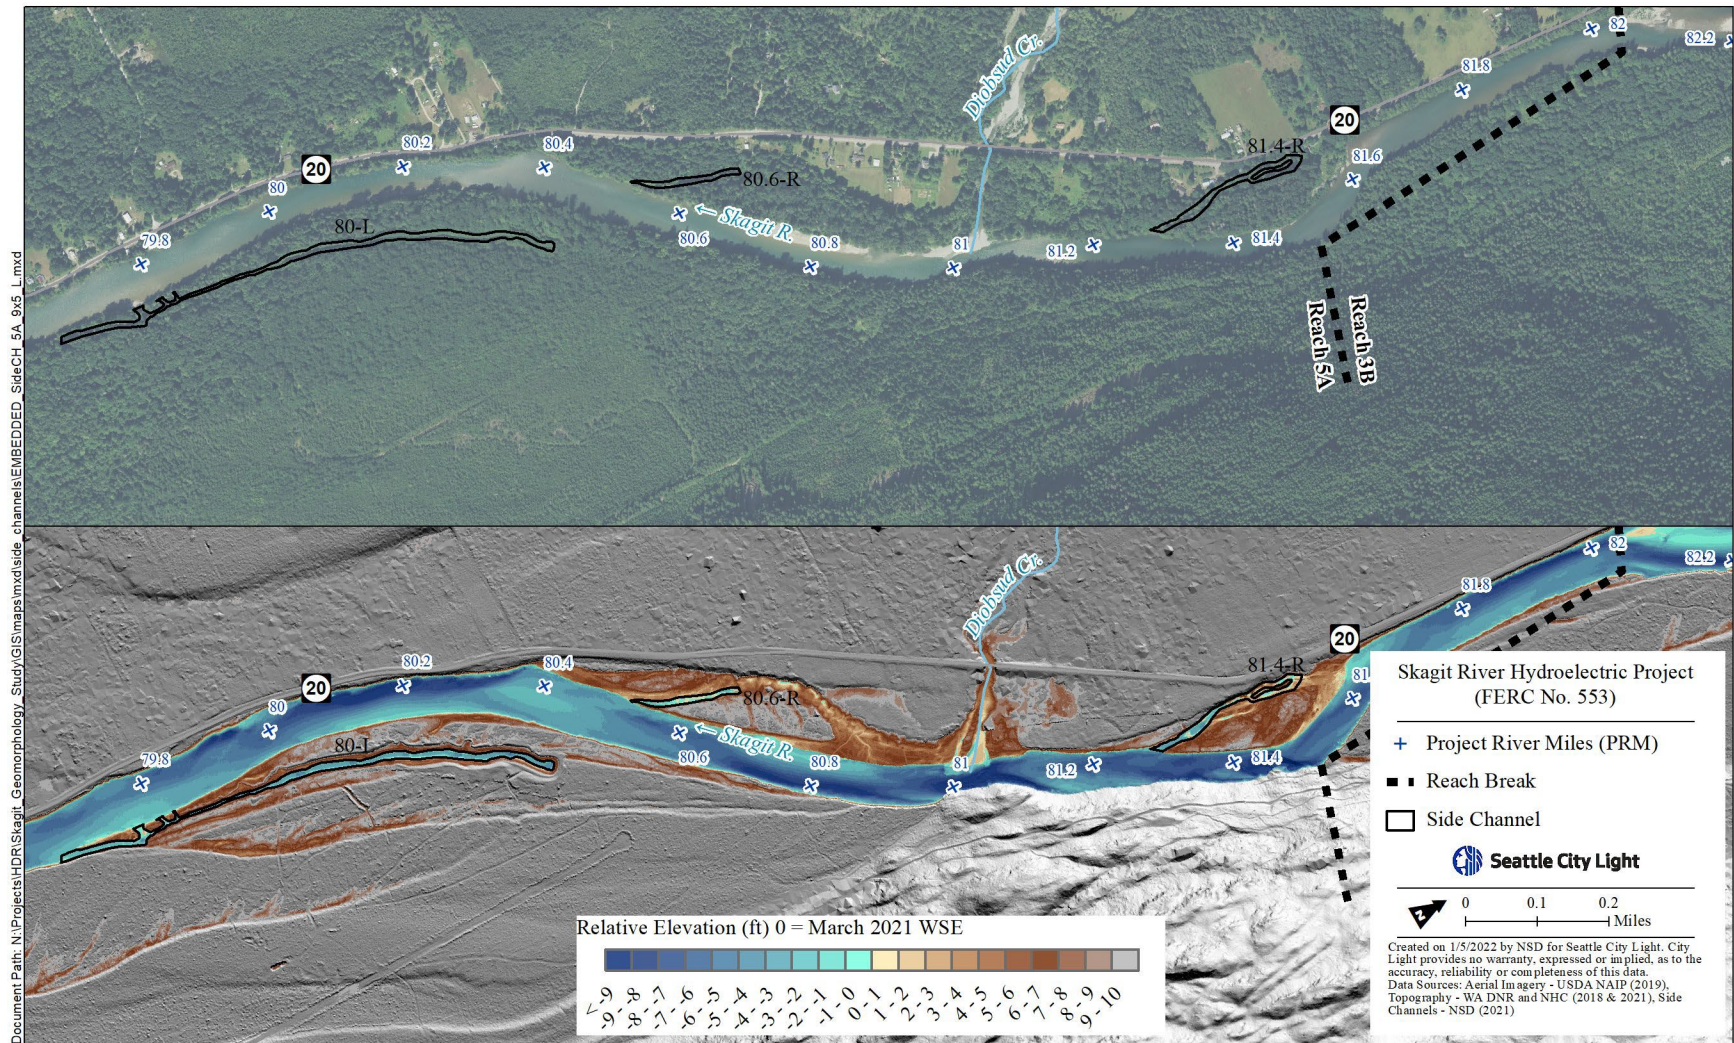 Document Path: N:\Projects\HDR\Skagit_Geomorphology_Study\GIS\maps\mxd\side_channels\EMBEDDED_SideCH_5A_9x5_L.mxd
82
82.2
Diobsud Cr.
81.8
20
80.2
80.4
81.4-R
81.6
20
80
80.6-R
← Skagit R.
80-L
79.8
80.6
80.8
81
81.2
81.4
Reach 5A
Reach 3B
82
82.2
Diobsud Cr.
81.8
20
80.2
80.4
81.4-R
81
20
80
80.6-R
← Skagit R.
80-L
79.8
80.6
80.8
81
81.2
81.4
Skagit River Hydroelectric Project
(FERC No. 553)
Project River Miles (PRM)
Reach Break
Side Channel
Seattle City Light
N
0 0.1 0.2
Miles
Created on 1/5/2022 by NSD for Seattle City Light. City
Light provides no warranty, expressed or implied, as to the
accuracy, reliability or completeness of this data.
Data Sources: Aerial Imagery - USDA NAIP (2019),
Topography - WA DNR and NHC (2018 & 2021), Side
Channels - NSD (2021)
Relative Elevation (ft) 0 = March 2021 WSE
< -9
-9 - -8
-8 - -7
-7 - -6
-6 - -5
-5 - -4
-4 - -3
-3 - -2
-2 - -1
-1 - 0
0 - 1
1 - 2
2 - 3
3 - 4
4 - 5
5 - 6
6 - 7
7 - 8
8 - 9
9 - 10